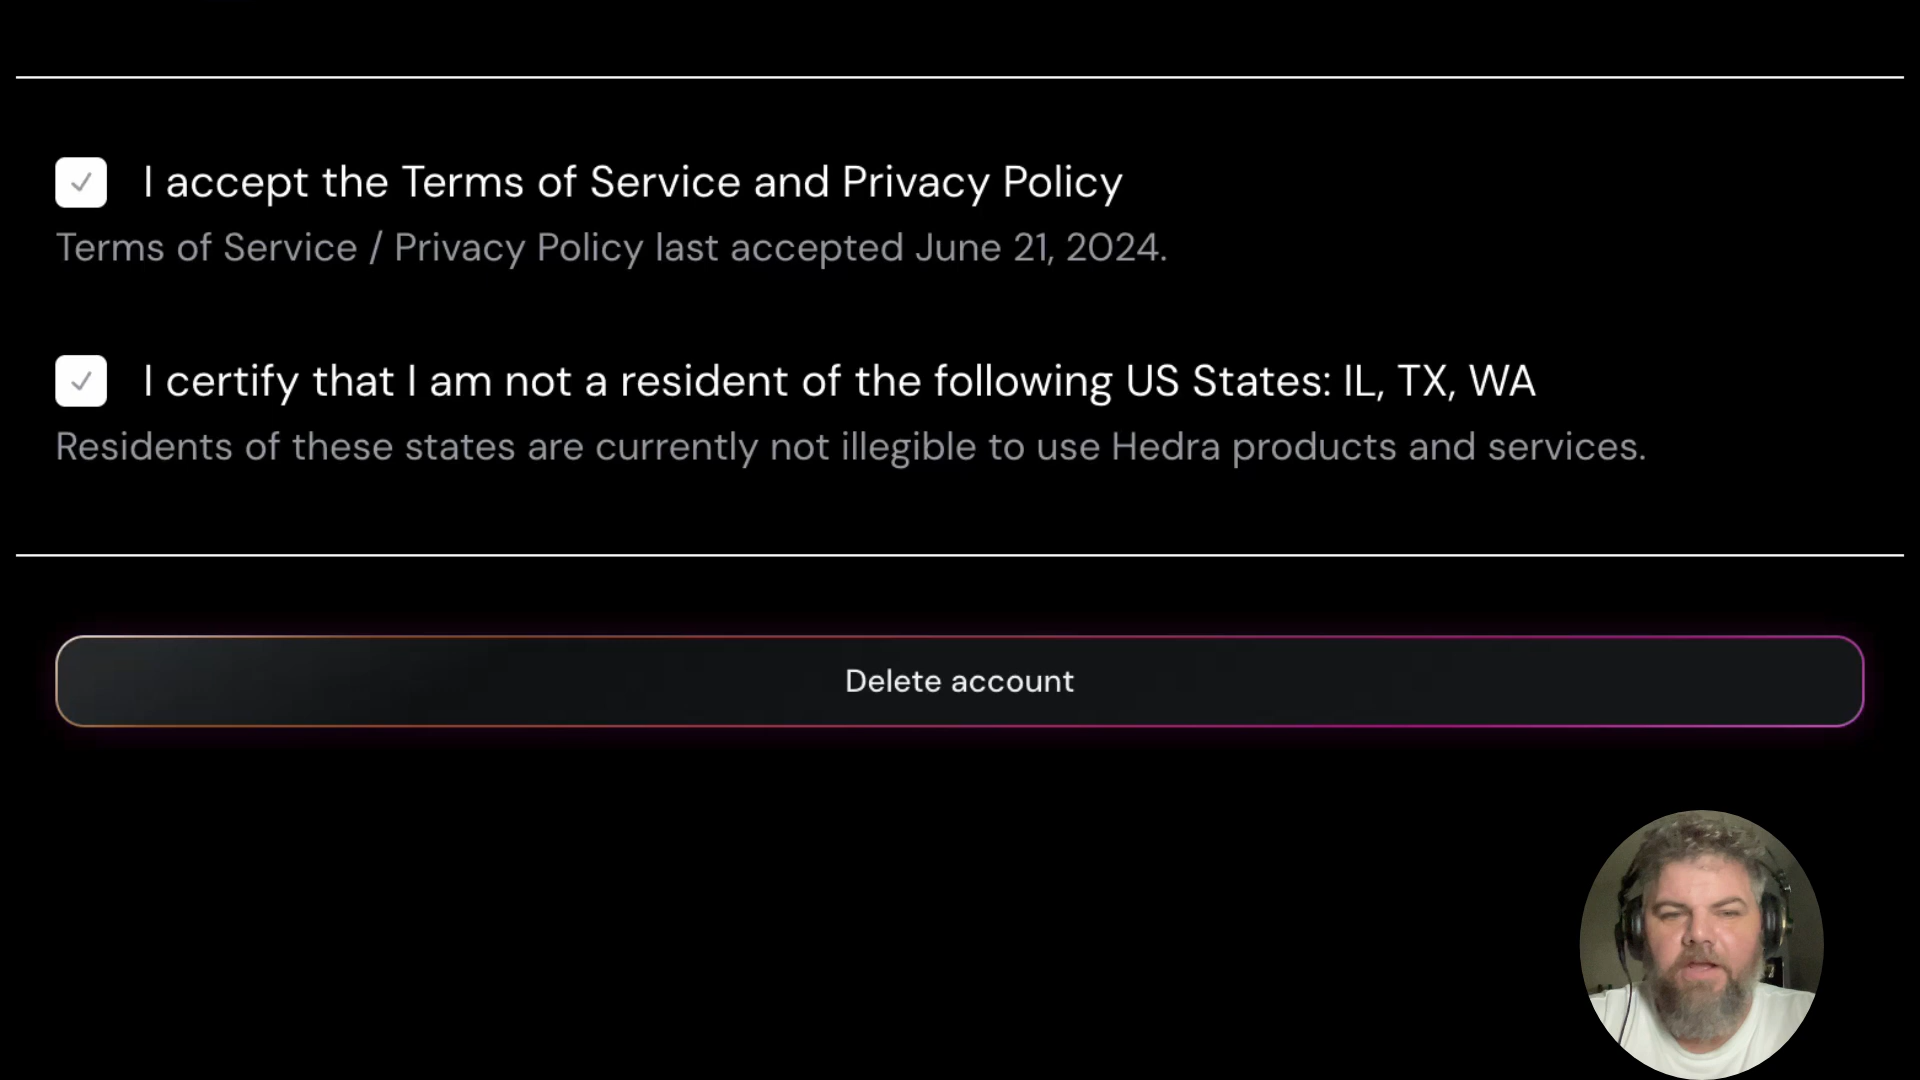 I accept the Terms of Service and Privacy Policy
Terms of Service / Privacy Policy last accepted June 21, 2024.
I certify that I am not a resident of the following US States: IL, TX, WA
Residents of these states are currently not illegible to use Hedra products and services.
Delete account